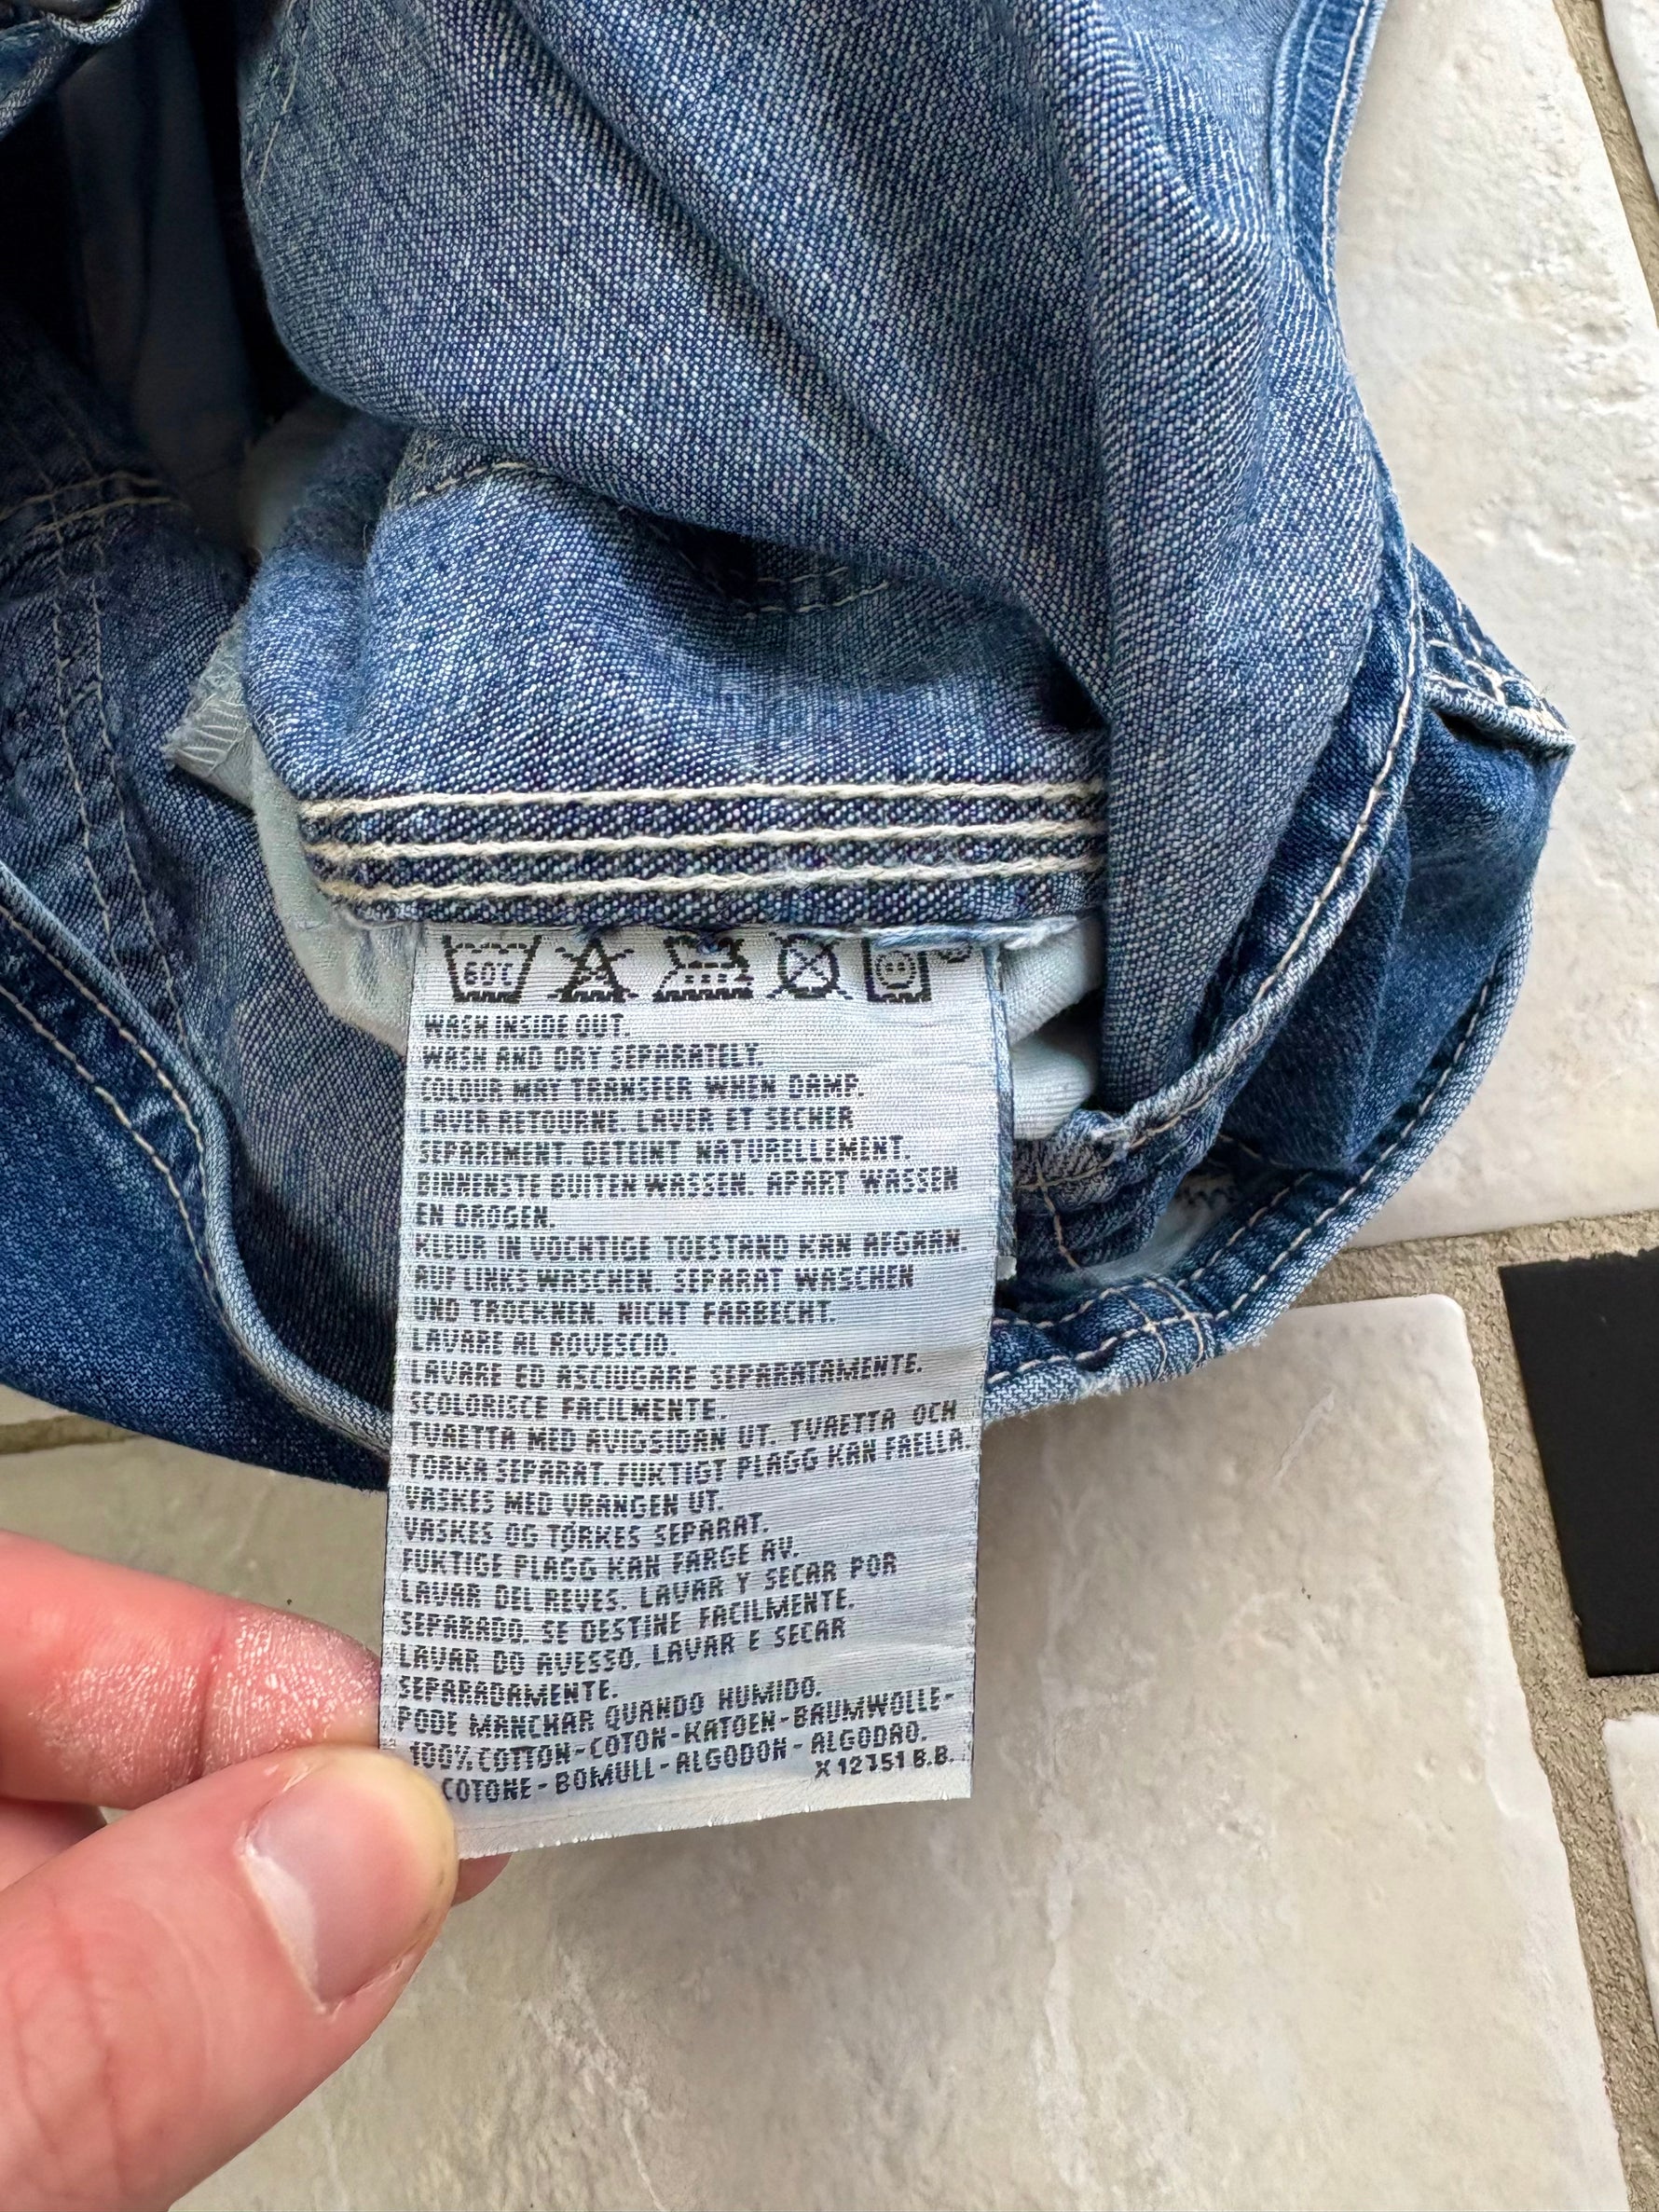 60C
WASH INSIDE OUT.
WASH AND DRY SEPARATELY.
COLOUR MAY TRANSFER WHEN DAMP.
LAVER RETOURNE LAVER ET SECHER
SEPAREMENT. DETEINT NATURELLEMENT.
BINNENSTE BUITEN WASSEN. APART WASSEN
EN DROGEN.
KLEUR IN VOCHTIGE TOESTAND KAN AFGAAN.
AUF LINKS WASCHEN. SEPARAT WASCHEN
UND TROCKNEN. NICHT FARBECHT.
LAVARE AL ROVESCIO.
LAVARE ED ASCIUGARE SEPARATAMENTE.
SCOLORISCE FACILMENTE.
TVAETTA MED AVIGSIDAN UT. TVAETTA OCH
TORKA SEPARAT. FUKTIGT PLAGG KAN FAELLA.
VASKES MED VRANGEN UT.
VASKES OG TØRKES SEPARAT.
FUKTIGE PLAGG KAN FARGE AV.
LAVAR DEL REVES. LAVAR Y SECAR POR
SEPARADO. SE DESTINE FACILMENTE.
LAVAR DO AVESSO. LAVAR E SECAR
SEPARADAMENTE.
PODE MANCHAR QUANDO HUMIDO.
100% COTTON-COTON-KATOEN-BAUMWOLLE-
COTONE-BOMULL-ALGODON-ALGODAO.
X 12151 B.B.